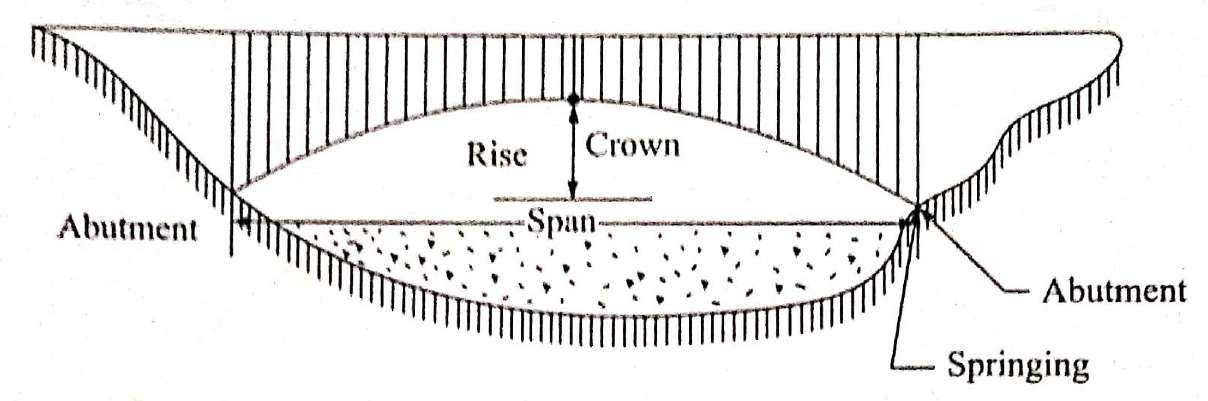 Rise
Crown
Span
Abutment
Abutment
Springing